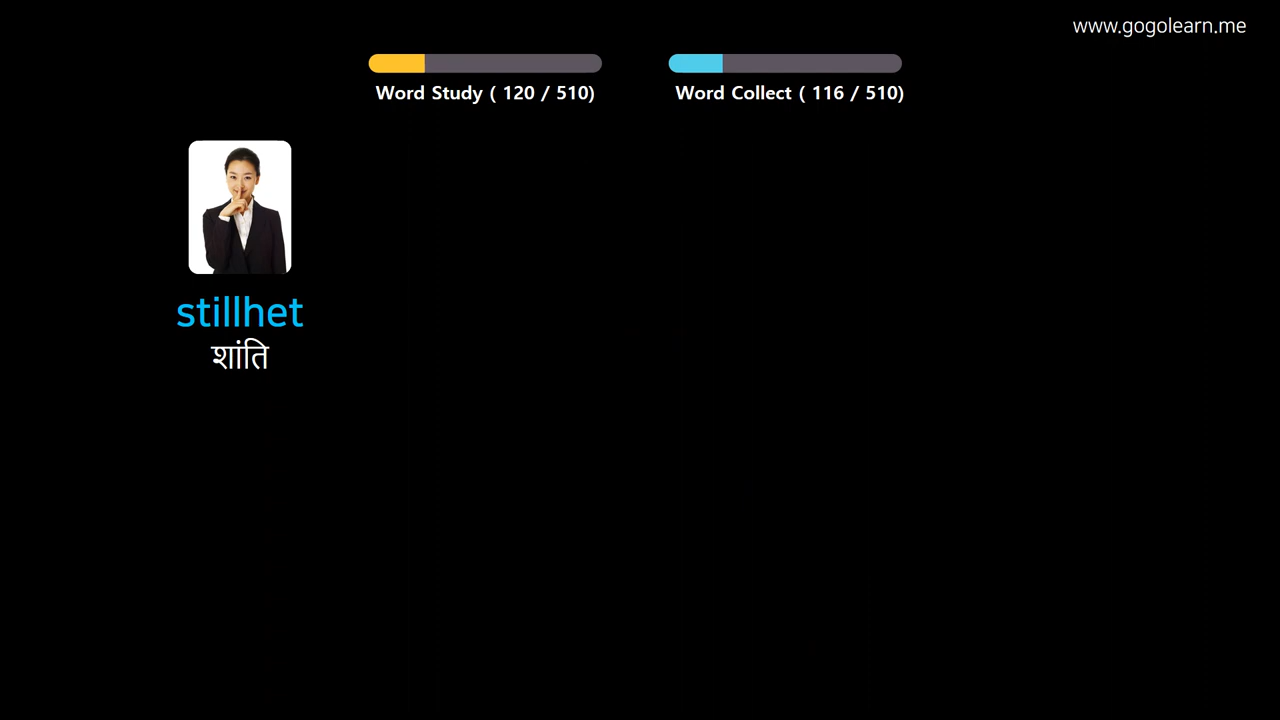 www.gogolearn.me
Word Study ( 120 / 510)
Word Collect ( 116 / 510)
stillhet
शांति